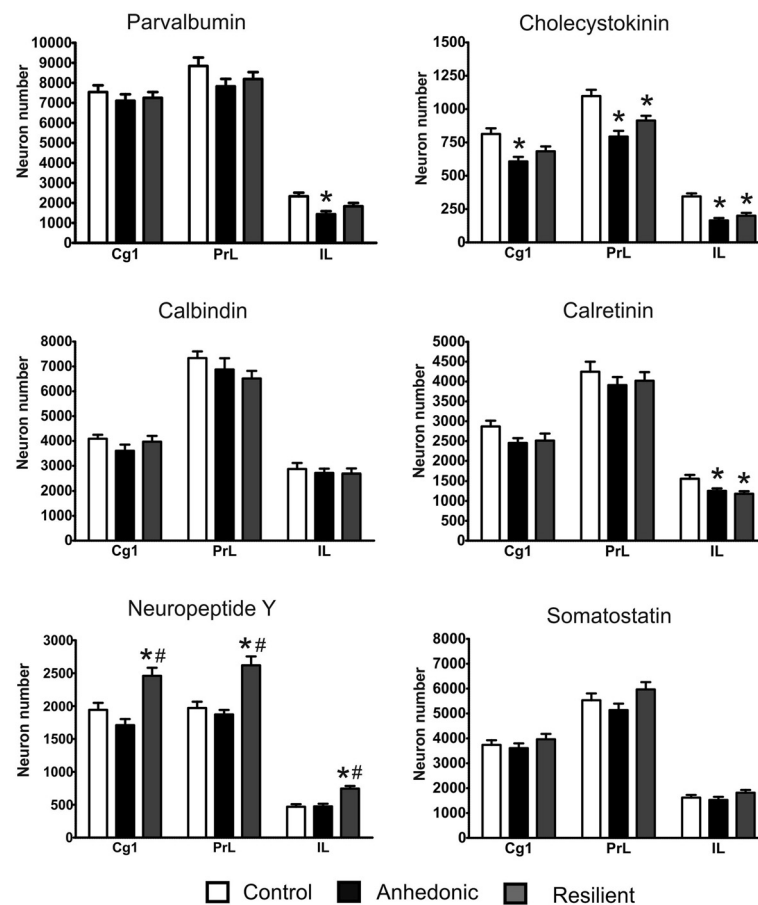 Parvalbumin
Neuron number
10000
9000
8000
7000
6000
5000
4000
3000
2000
1000
0
*
Cg1 PrL IL
Cholecystokinin
Neuron number
1500
1250
1000
750
500
250
0
* * * * *
Cg1 PrL IL
Calbindin
Neuron number
8000
7000
6000
5000
4000
3000
2000
1000
0
Cg1 PrL IL
Calretinin
Neuron number
5000
4500
4000
3500
3000
2500
2000
1500
1000
500
0
* *
Cg1 PrL IL
Neuropeptide Y
Neuron number
3000
2500
2000
1500
1000
500
0
*# *# *#
Cg1 PrL IL
Somatostatin
Neuron number
8000
7000
6000
5000
4000
3000
2000
1000
0
Cg1 PrL IL
Control Anhedonic Resilient